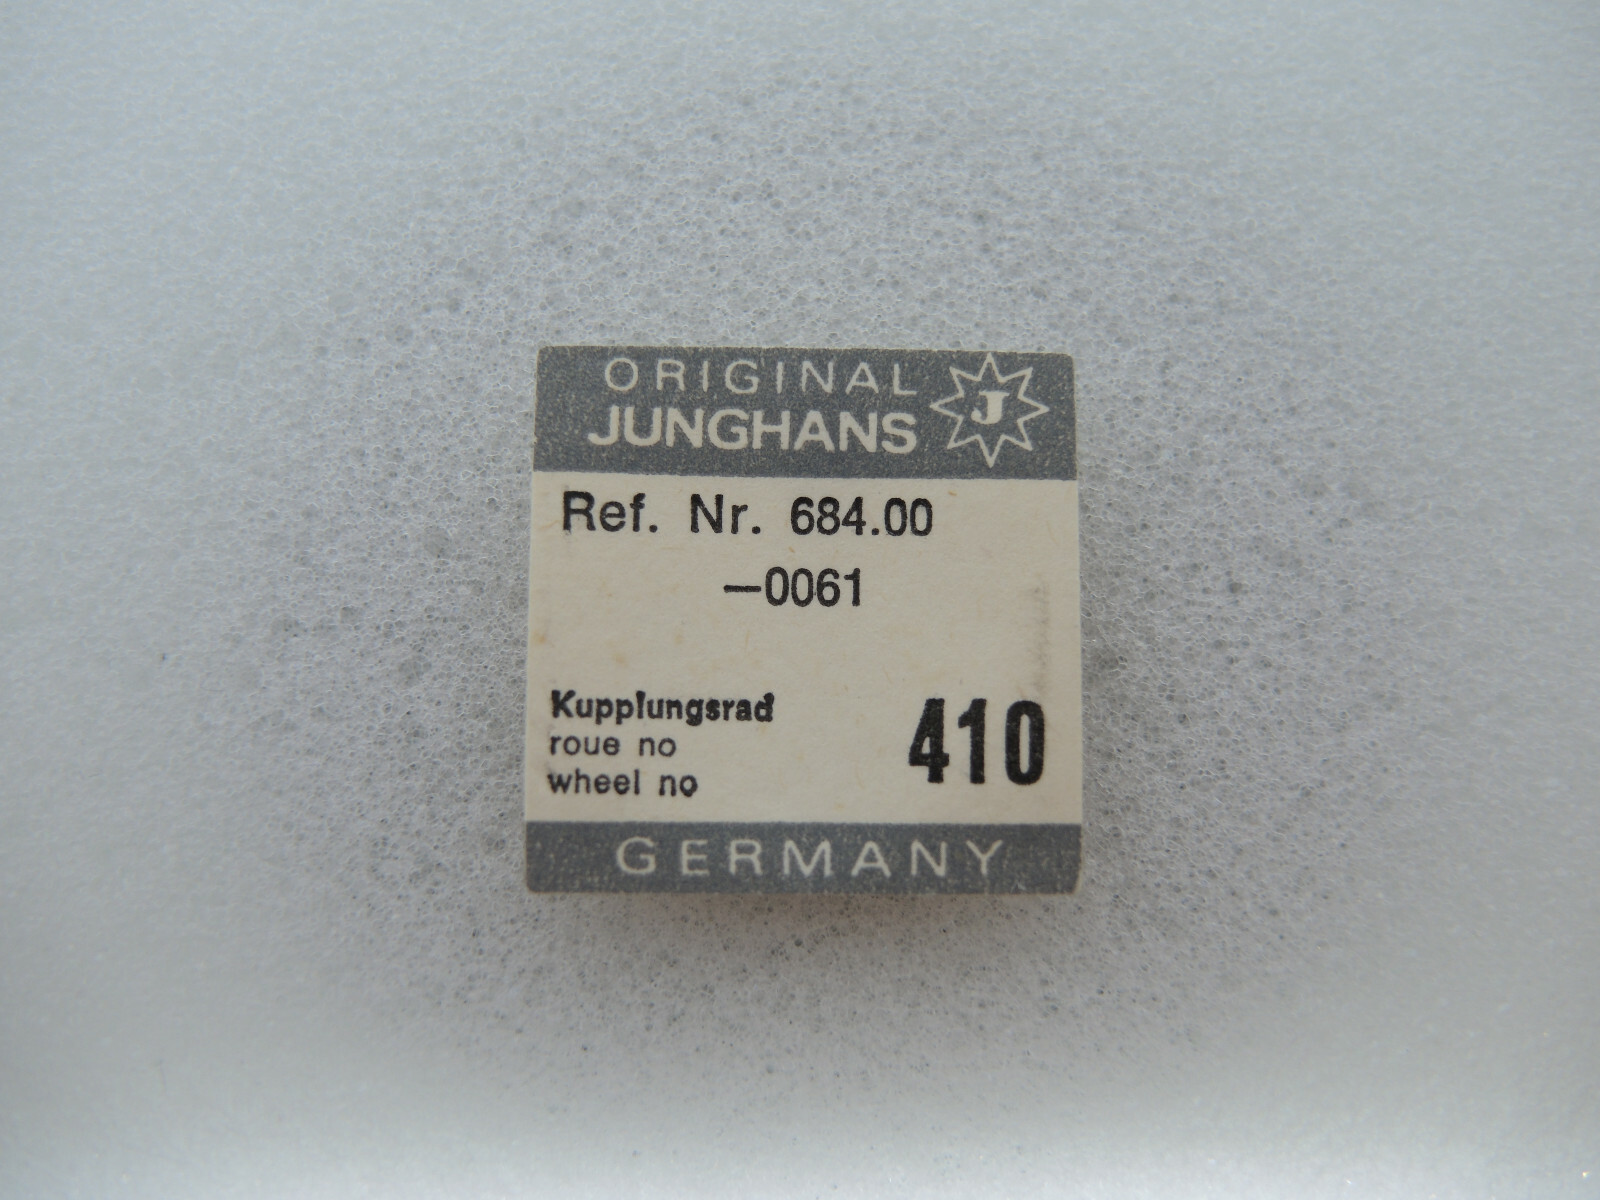 ORIGINAL
JUNGHANS
J
Ref. Nr. 684.00
—0061
Kupplungsrad
roue no
wheel no
410
GERMANY